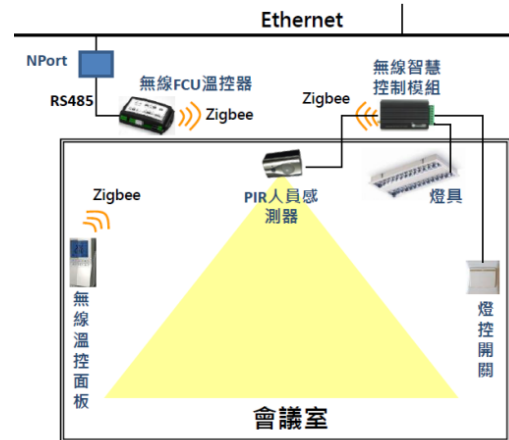 Ethernet
NPort
無線FCU溫控器
無線智慧
控制模組
RS485
Zigbee
Zigbee
PIR人員感
測器
燈具
Zigbee
無線溫控面板
燈控開關
會議室